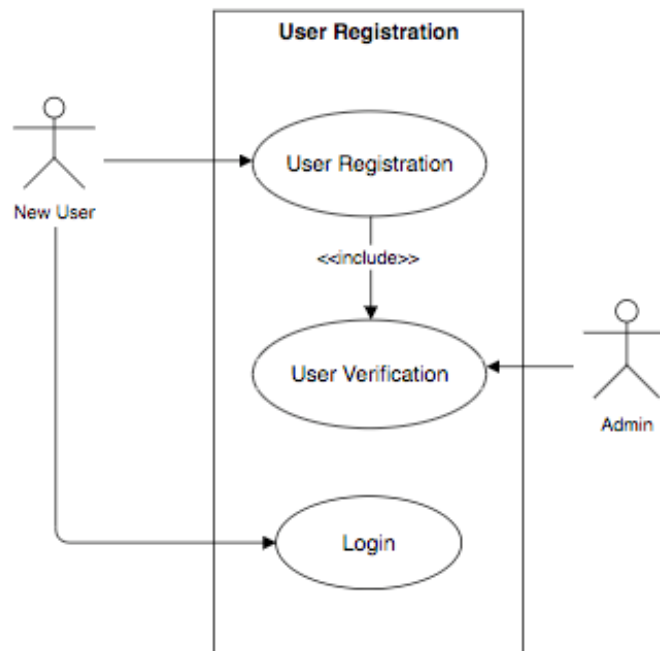 User Registration
User Registration
New User
<<include>>
User Verification
Admin
Login